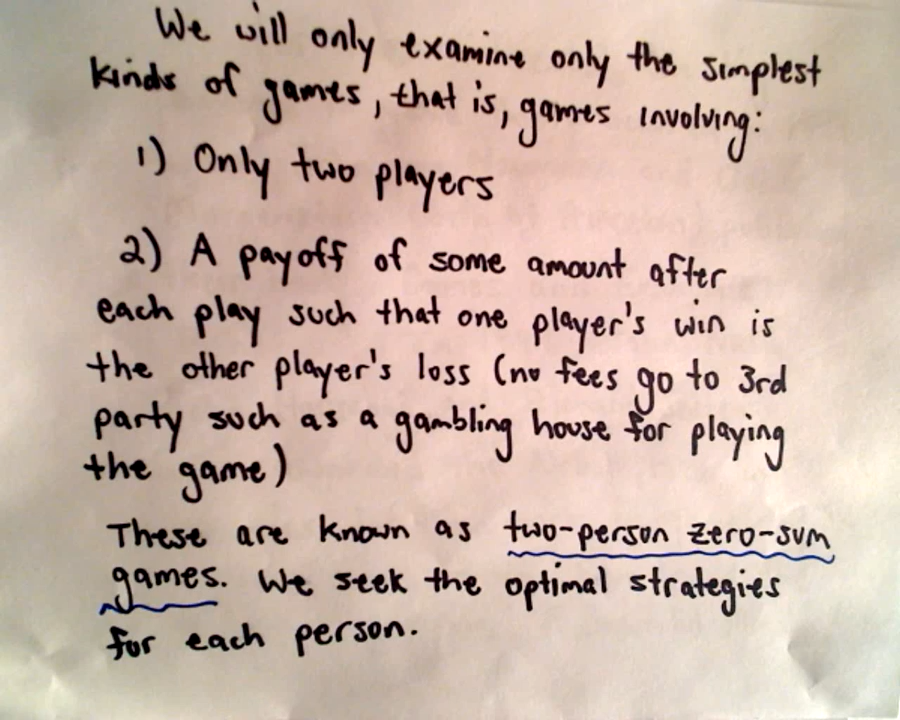 We will only examine only the simplest
kinds of games, that is, games involving:
1) Only two players
2) A payoff of some amount after
each play such that one player's win is
the other player's loss (no fees go to 3rd
party such as a gambling house for playing
the game)
These are known as two-person zero-sum
games. We seek the optimal strategies
for each person.